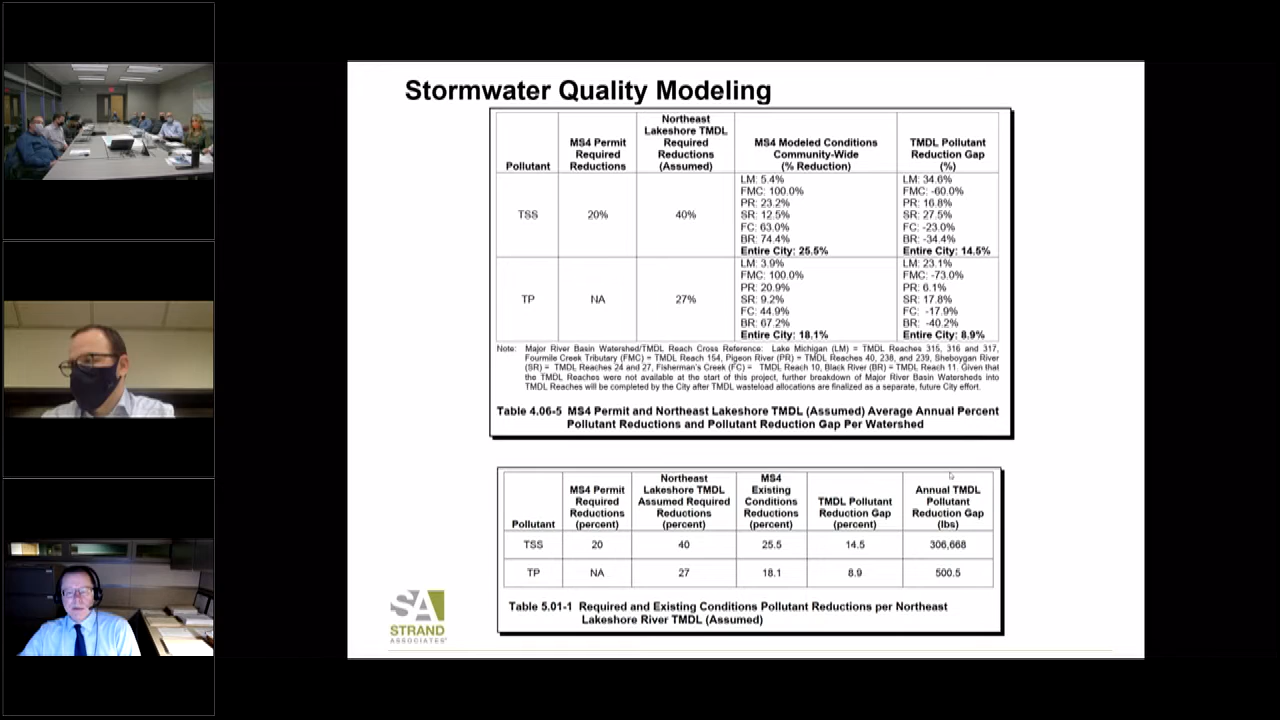 Stormwater Quality Modeling
Pollutant
MS4 Permit
Required
Reductions
Northeast
Lakeshore TMDL
Required
Reductions
(Assumed)
MS4 Modeled Conditions
Community-Wide
(% Reduction)
TMDL Pollutant
Reduction Gap
(%)
TSS
20%
40%
LM: 5.4%
FMC: 100.0%
PR: 23.2%
SR: 12.5%
FC: 63.0%
BR: 74.4%
Entire City: 25.5%
LM: 34.6%
FMC: -60.0%
PR: 16.8%
SR: 27.5%
FC: -23.0%
BR: -34.4%
Entire City: 14.5%
TP
NA
27%
LM: 3.9%
FMC: 100.0%
PR: 20.9%
SR: 9.2%
FC: 44.9%
BR: 67.2%
Entire City: 18.1%
LM: 23.1%
FMC: -73.0%
PR: 6.1%
SR: 17.8%
FC: -17.9%
BR: -40.2%
Entire City: 8.9%
Note: Major River Basin Watershed/TMDL Reach Cross Reference: Lake Michigan (LM) = TMDL Reaches 315, 316 and 317,
Fourmile Creek Tributary (FMC) = TMDL Reach 154, Pigeon River (PR) = TMDL Reaches 40, 238, and 239, Sheboygan River
(SR) = TMDL Reaches 24 and 27, Fisherman's Creek (FC) = TMDL Reach 10, Black River (BR) = TMDL Reach 11. Given that
the TMDL Reaches were not available at the start of this project, further breakdown of Major River Basin Watersheds into
TMDL Reaches will be completed by the City after TMDL wasteload allocations are finalized as a separate, future City effort.
Table 4.06-5 MS4 Permit and Northeast Lakeshore TMDL (Assumed) Average Annual Percent
Pollutant Reductions and Pollutant Reduction Gap Per Watershed
Pollutant
MS4 Permit
Required
Reductions
(percent)
Northeast
Lakeshore TMDL
Assumed Required
Reductions
(percent)
MS4
Existing
Conditions
Reductions
(percent)
TMDL Pollutant
Reduction Gap
(percent)
Annual TMDL
Pollutant
Reduction Gap
(lbs)
TSS
20
40
25.5
14.5
306,668
TP
NA
27
18.1
8.9
500.5
Table 5.01-1 Required and Existing Conditions Pollutant Reductions per Northeast
Lakeshore River TMDL (Assumed)
SA
STRAND
ASSOCIATES